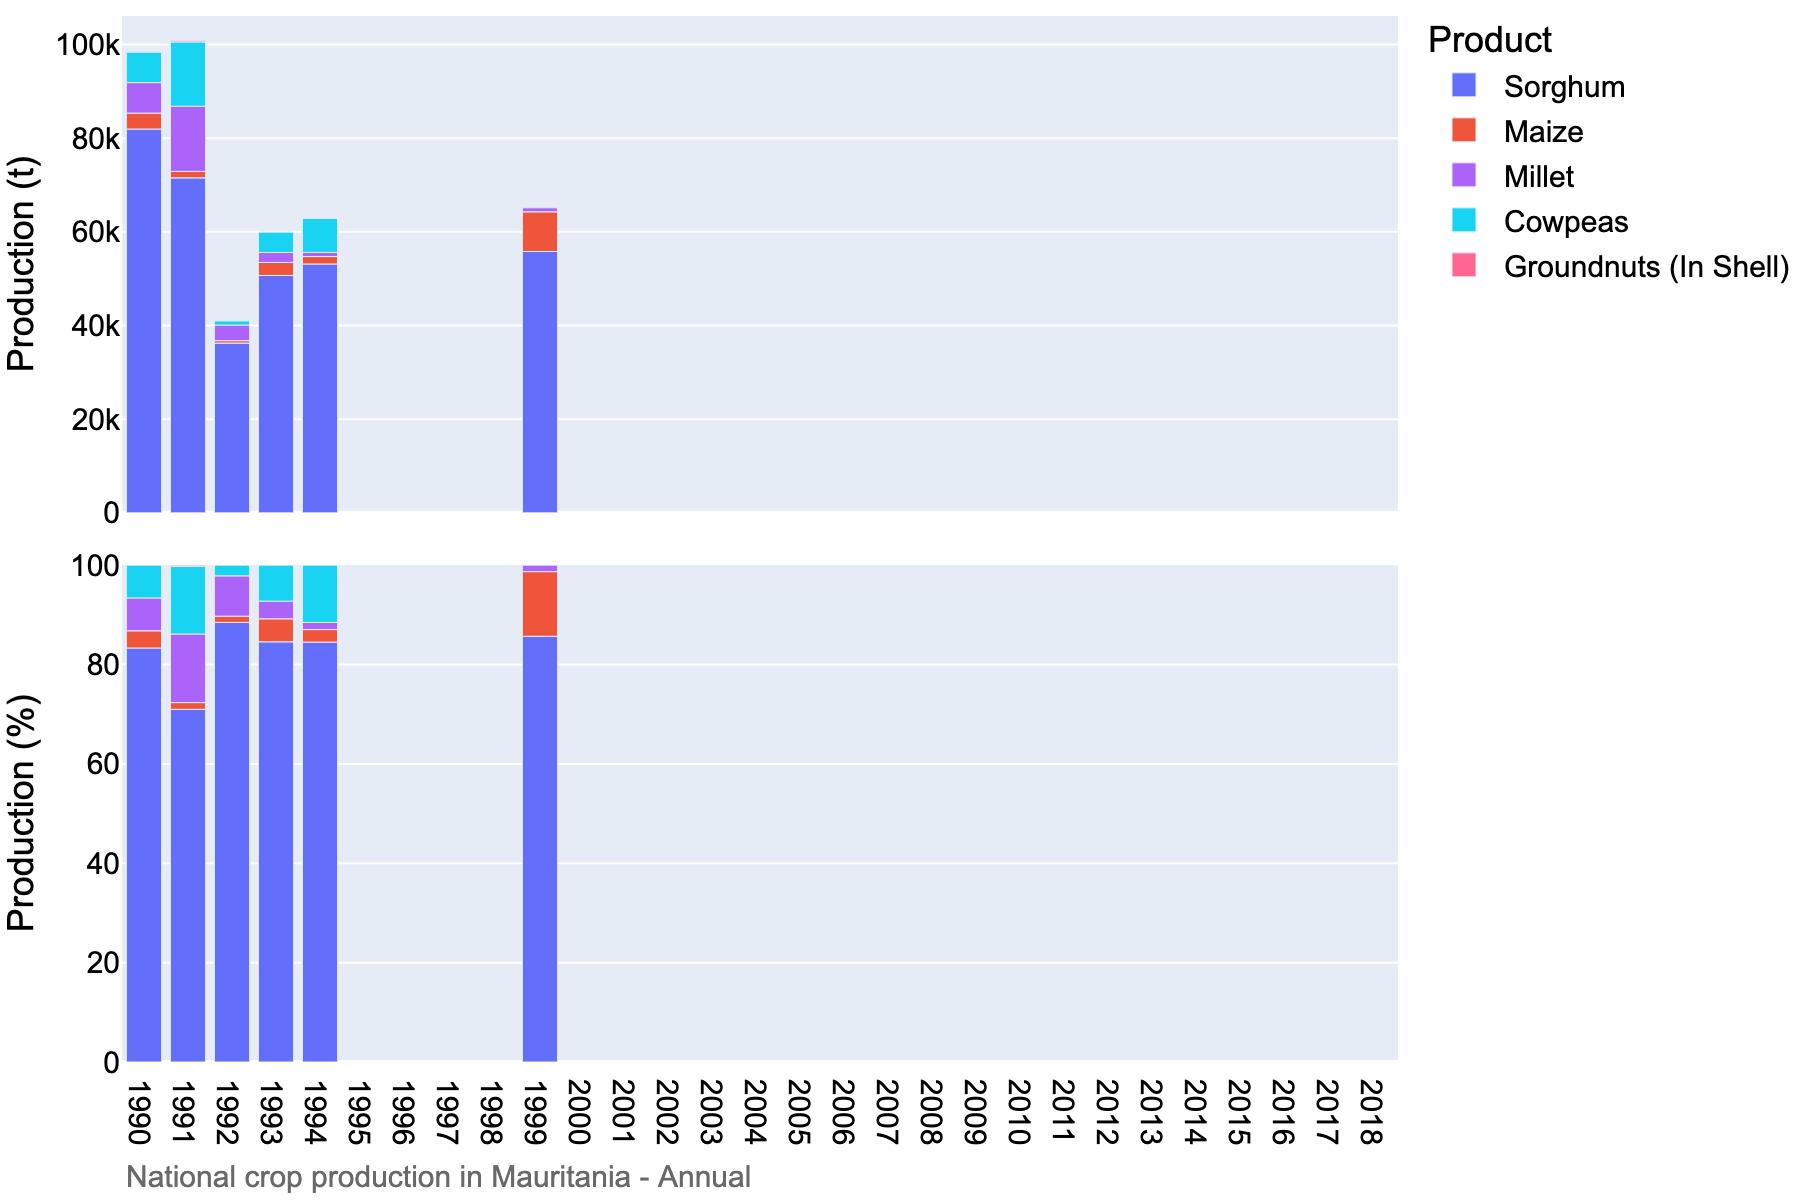 Production (t)
100k
80k
60k
40k
20k
0
Product
Sorghum
Maize
Millet
Cowpeas
Groundnuts (In Shell)
Production (%)
100
80
60
40
20
0
1990
1991
1992
1993
1994
1995
1996
1997
1998
1999
2000
2001
2002
2003
2004
2005
2006
2007
2008
2009
2010
2011
2012
2013
2014
2015
2016
2017
2018
National crop production in Mauritania - Annual